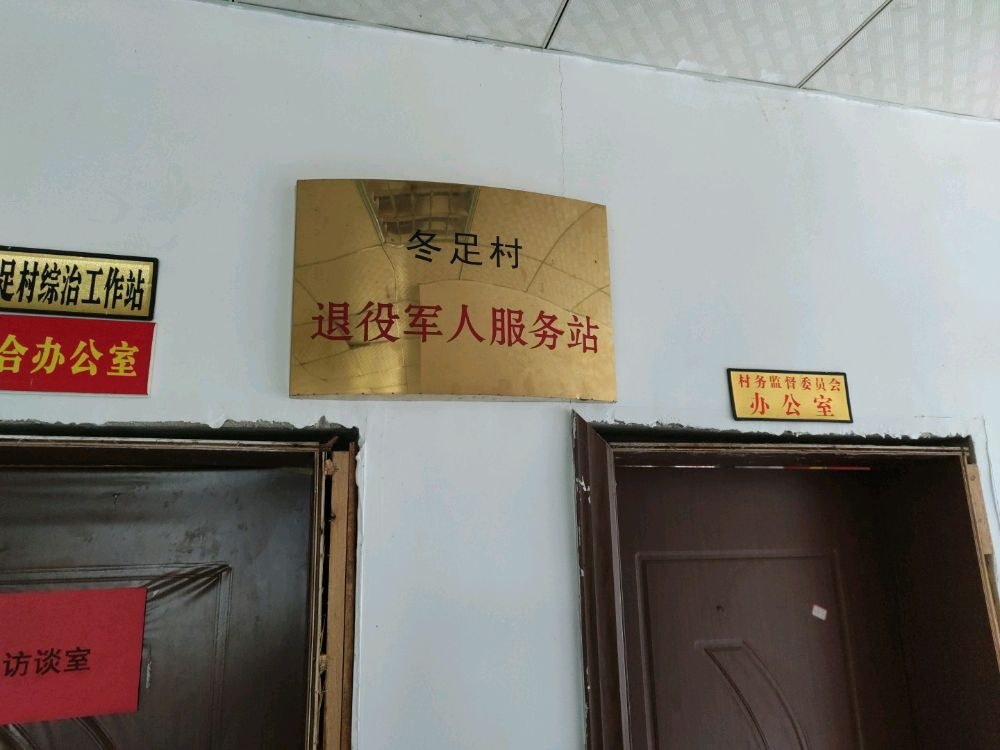 足村综治工作站
合办公室
冬足村
退役军人服务站
村务监督委员会
办公室
访谈室